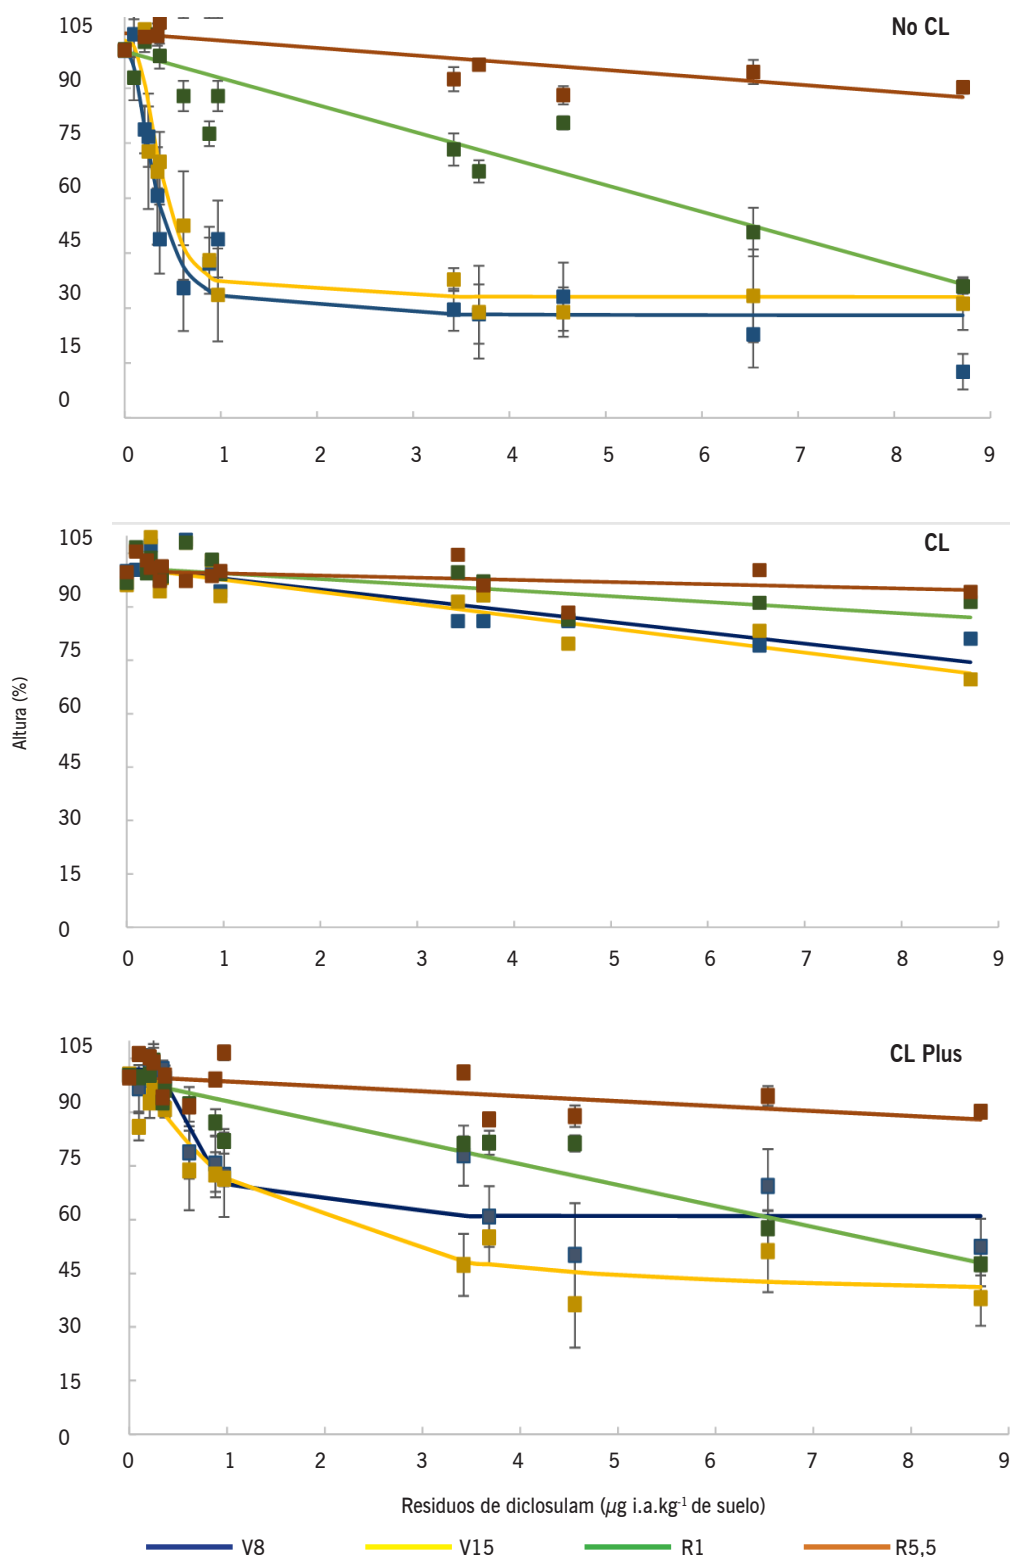 No CL
105
90
75
60
45
30
15
0
0 1 2 3 4 5 6 7 8 9
CL
105
90
75
60
45
30
15
0
0 1 2 3 4 5 6 7 8 9
Altura (%)
CL Plus
105
90
75
60
45
30
15
0
0 1 2 3 4 5 6 7 8 9
Residuos de diclosulam (µg i.a.kg⁻¹ de suelo)
V8 V15 R1 R5,5